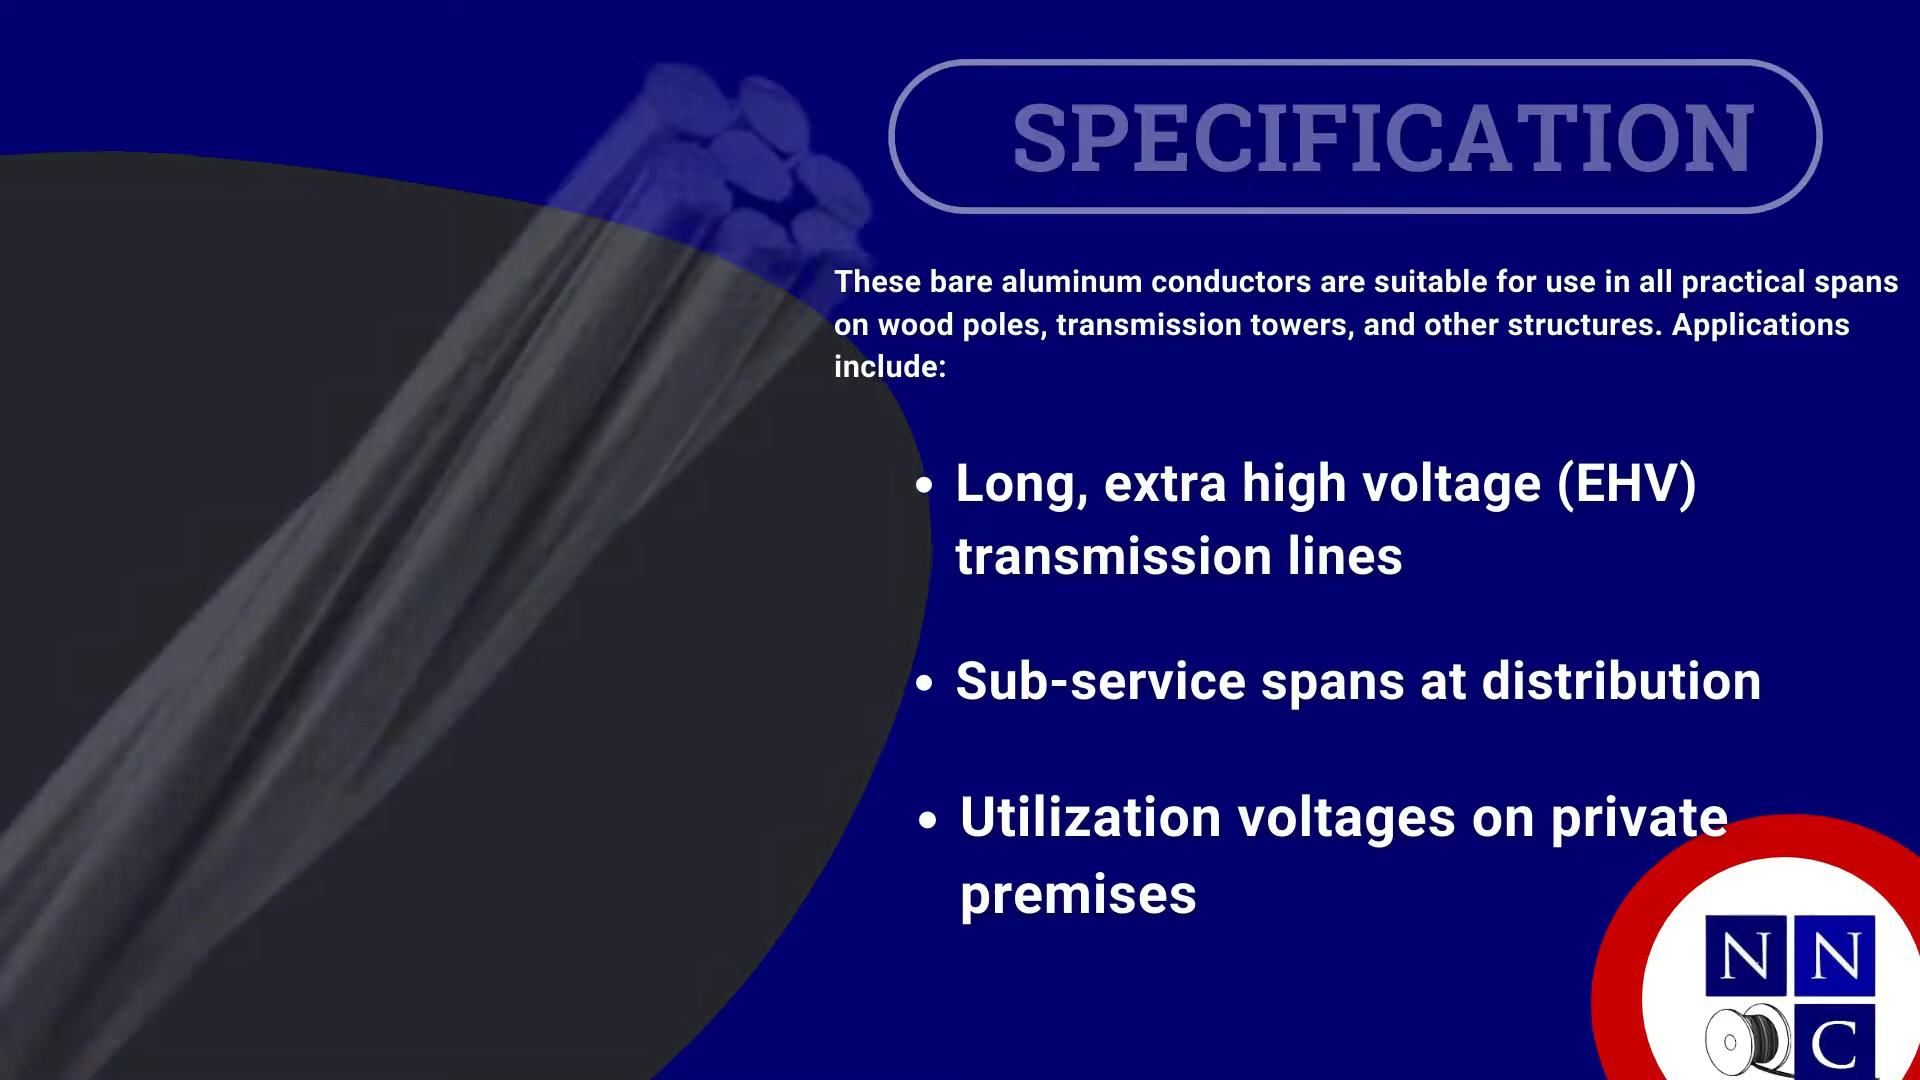 SPECIFICATION
These bare aluminum conductors are suitable for use in all practical spans
on wood poles, transmission towers, and other structures. Applications
include:
• Long, extra high voltage (EHV)
transmission lines
• Sub-service spans at distribution
• Utilization voltages on private
premises
N N
C